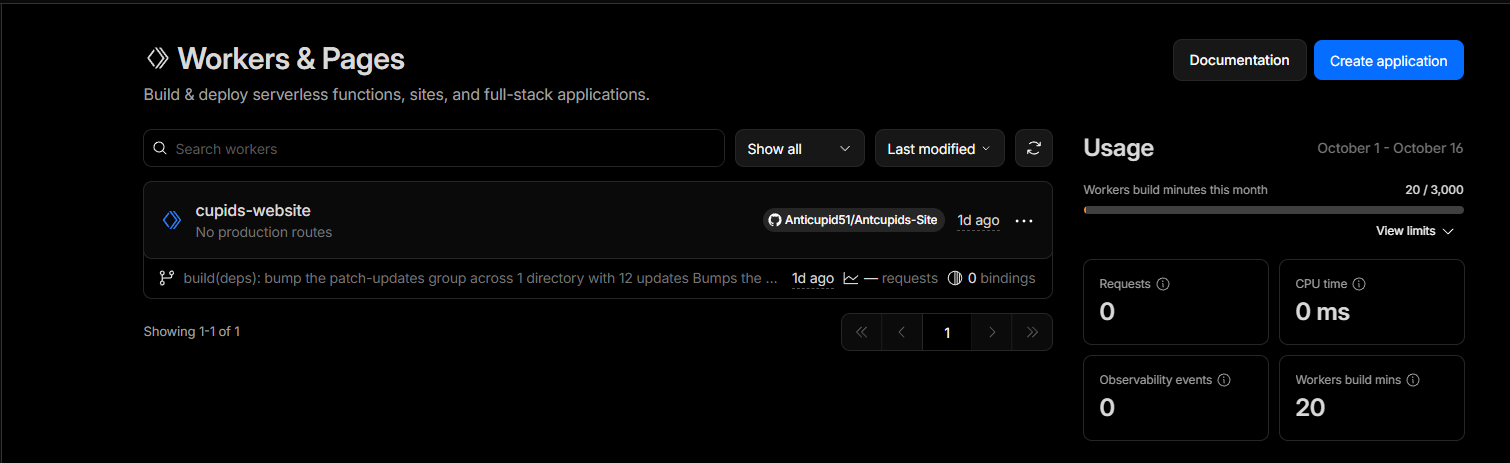 Workers & Pages
Build & deploy serverless functions, sites, and full-stack applications.
Documentation
Create application
Search workers
Show all
Last modified
cupids-website
No production routes
Anticupid51/Antcupids-Site
1d ago
build(deps): bump the patch-updates group across 1 directory with 12 updates Bumps the ...
1d ago
— requests
0 bindings
Showing 1-1 of 1
1
Usage
October 1 - October 16
Workers build minutes this month
20 / 3,000
View limits
Requests
0
CPU time
0 ms
Observability events
0
Workers build mins
20